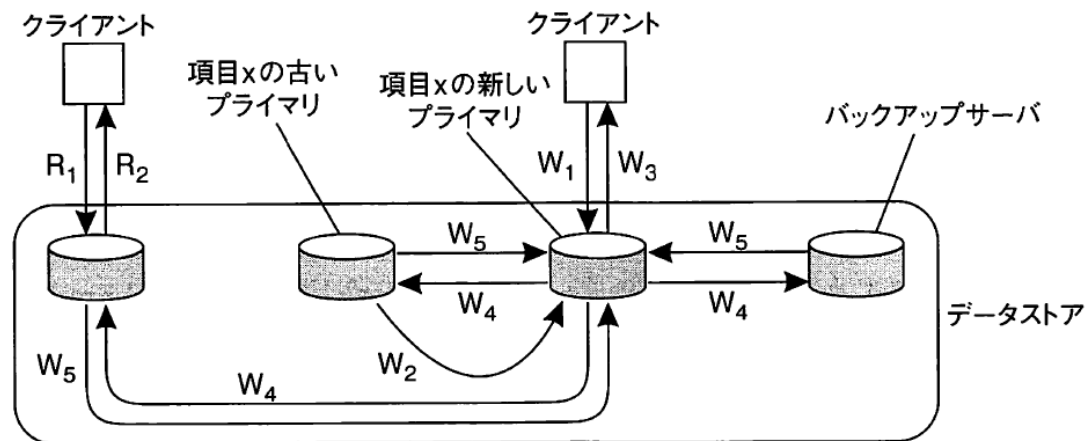 クライアント
クライアント
項目xの古い
プライマリ
項目xの新しい
プライマリ
バックアップサーバ
R1
R2
W1
W3
W5
W5
W4
W4
データストア
W5
W4
W2